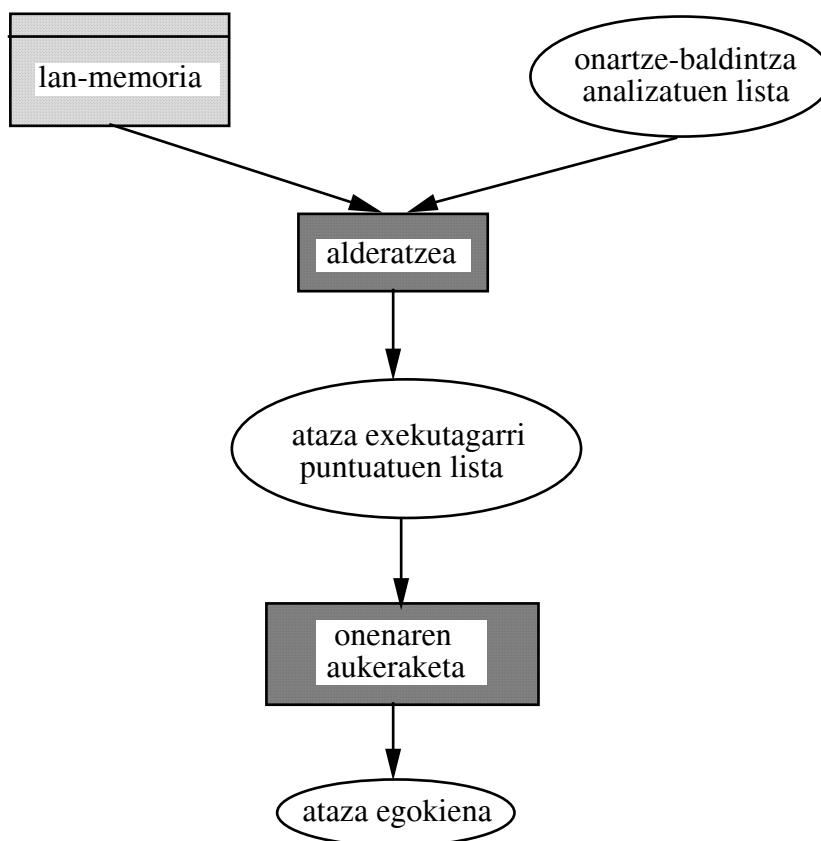 lan-memoria
onartze-baldintza
analizatuen lista
alderatzea
ataza exekutagarri
puntuatuen lista
onenaren
aukeraketa
ataza egokiena